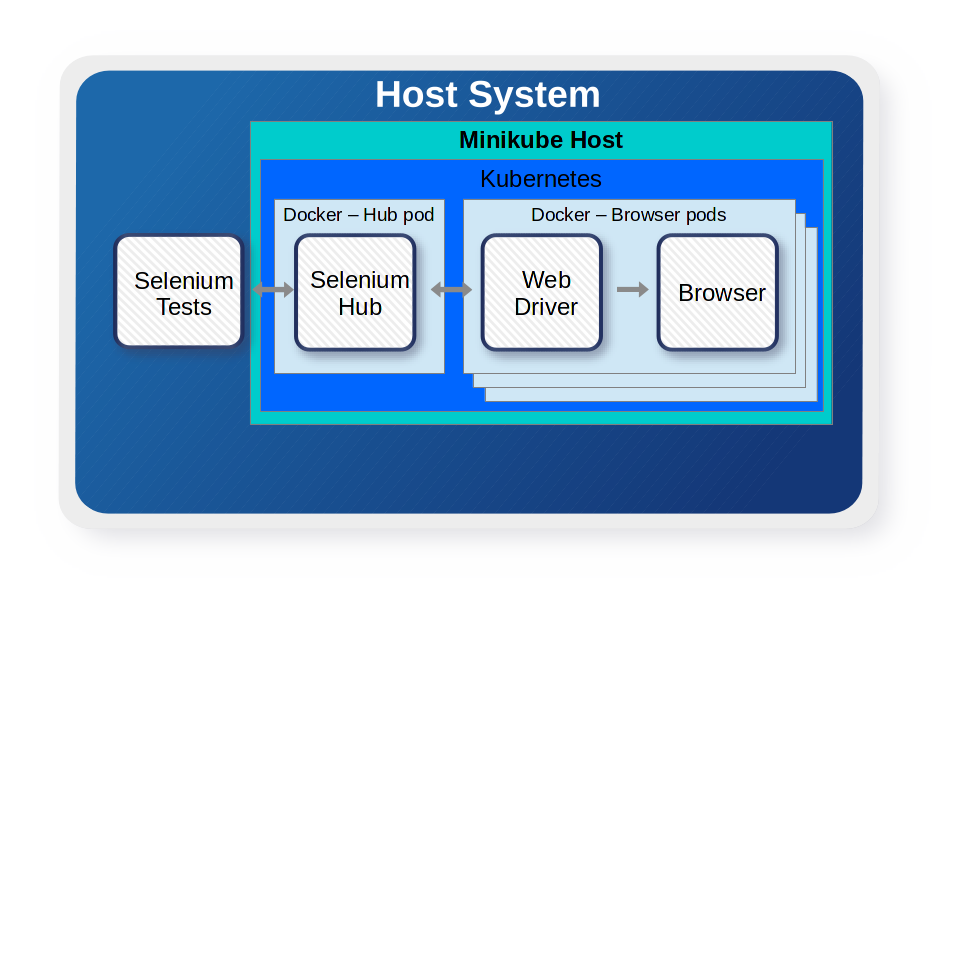 Host System
Minikube Host
Kubernetes
Docker – Hub pod
Docker – Browser pods
Selenium
Tests
Selenium
Hub
Web
Driver
Browser